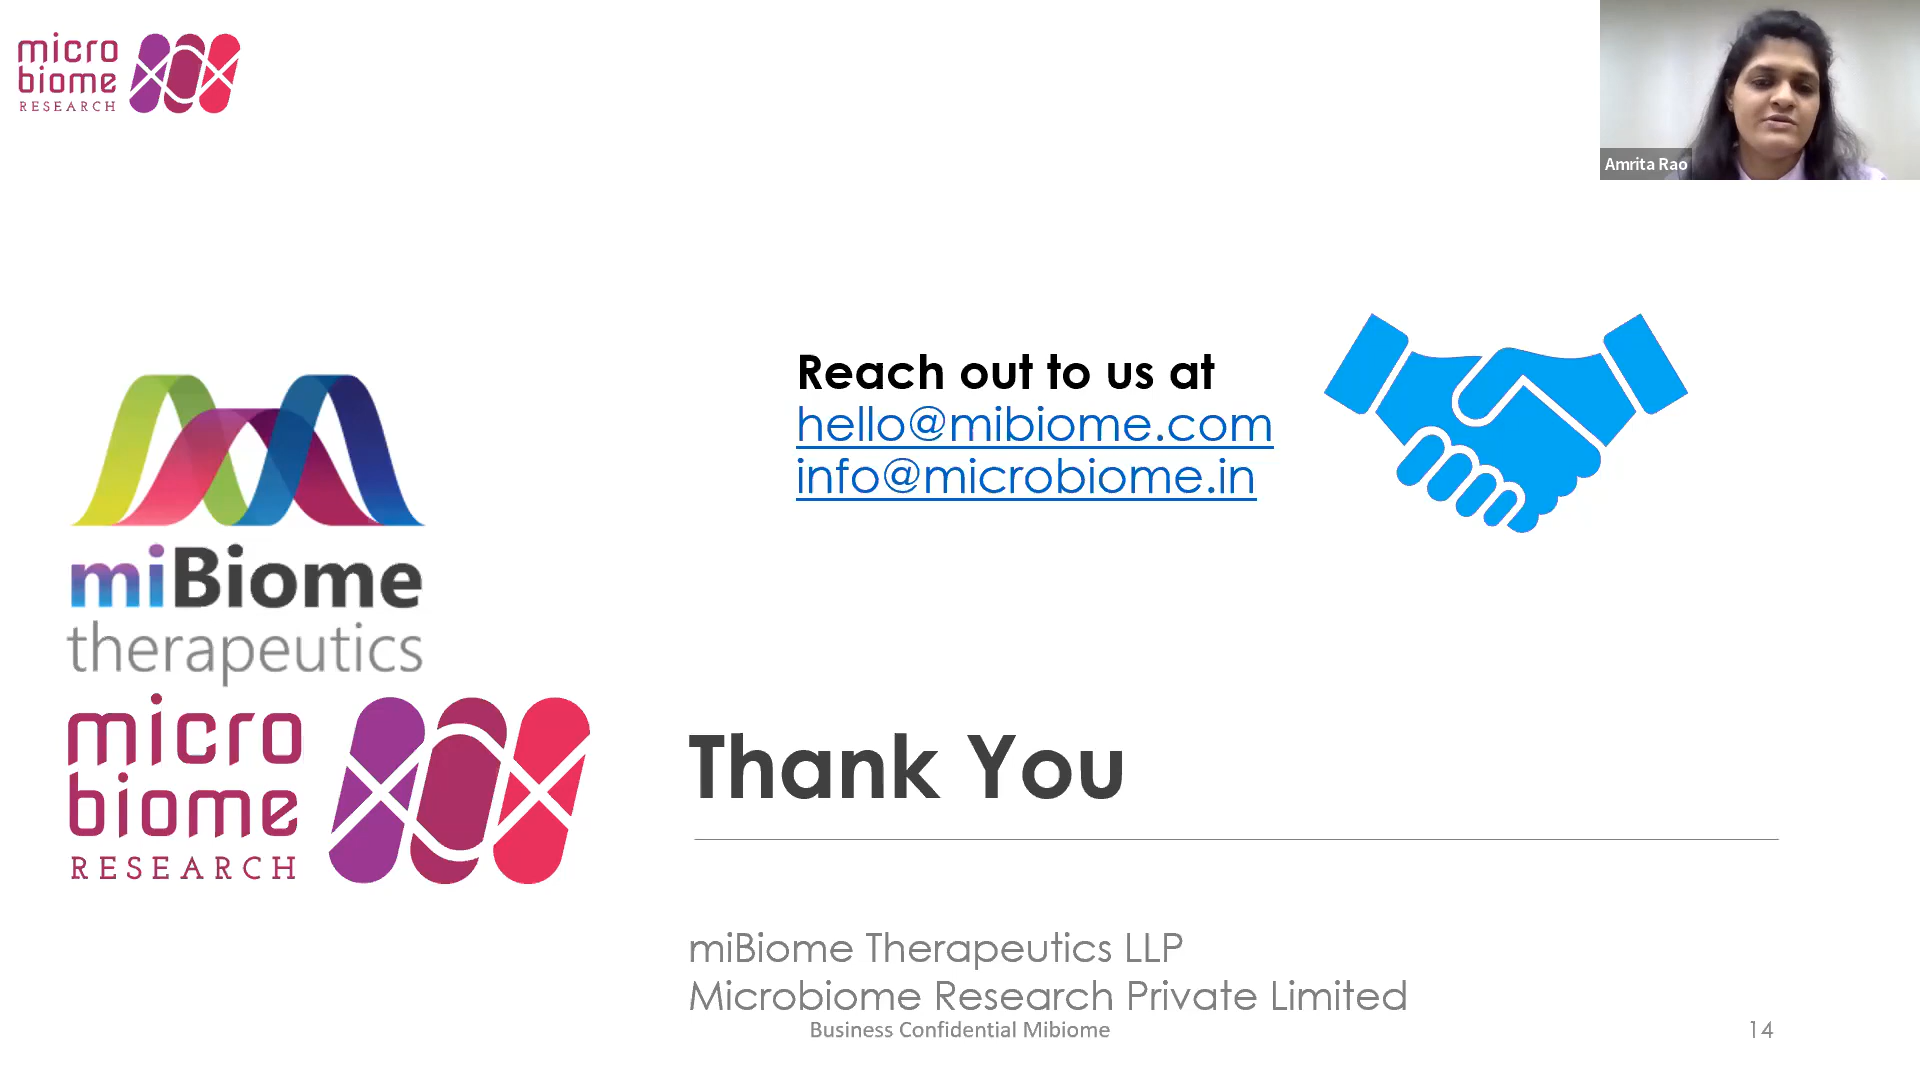 micro
biome
RESEARCH
Amrita Rao
Reach out to us at
hello@mibiome.com
info@microbiome.in
miBiome
therapeutics
micro
biome
RESEARCH
Thank You
miBiome Therapeutics LLP
Microbiome Research Private Limited
Business Confidential Mibiome
14